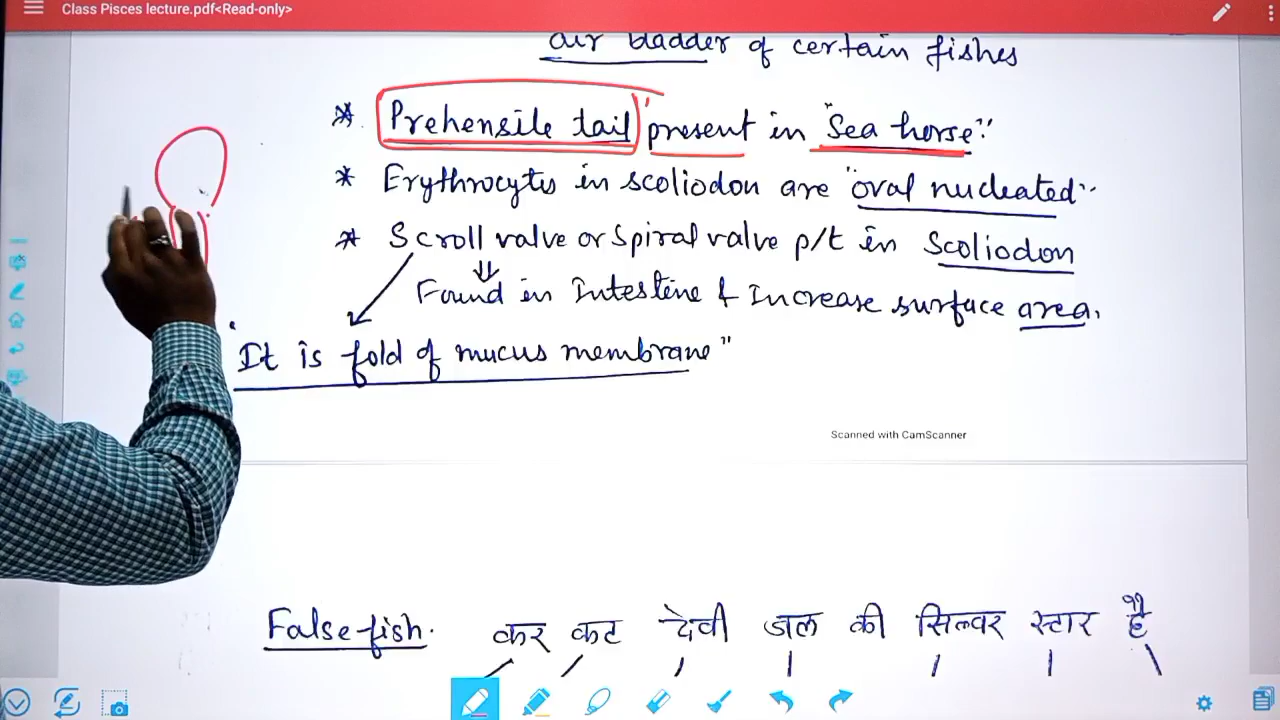 Class Pisces lecture.pdf<Read-only>
air bladder of certain fishes
* Prehensile tail present in "Sea horse"
* Erythrocytes in scoliodon are "oval nucleated"
* Scroll valve or Spiral valve p/t in Scoliodon
Found in Intestine & Increase surface area.
"It is fold of mucus membrane"
Scanned with CamScanner
False fish. कर कट देवी जल की सिल्वर स्टार है